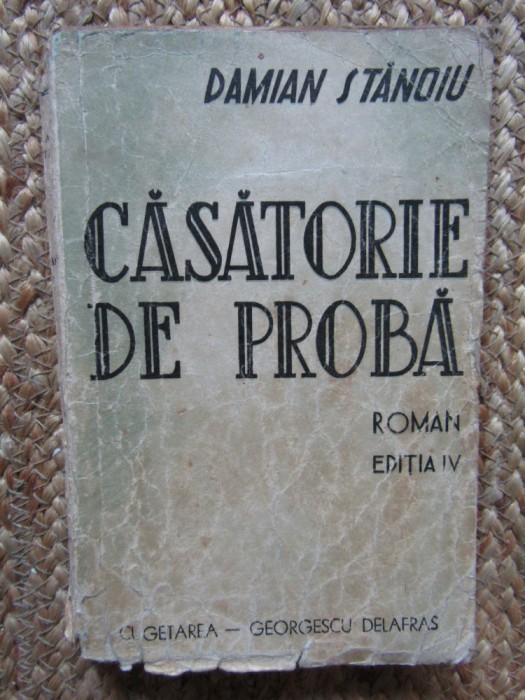 DAMIAN STĂNOIU
CĂSĂTORIE
DE PROBĂ
ROMAN
EDIȚIA IV
CUGETAREA — GEORGESCU DELAFRAS